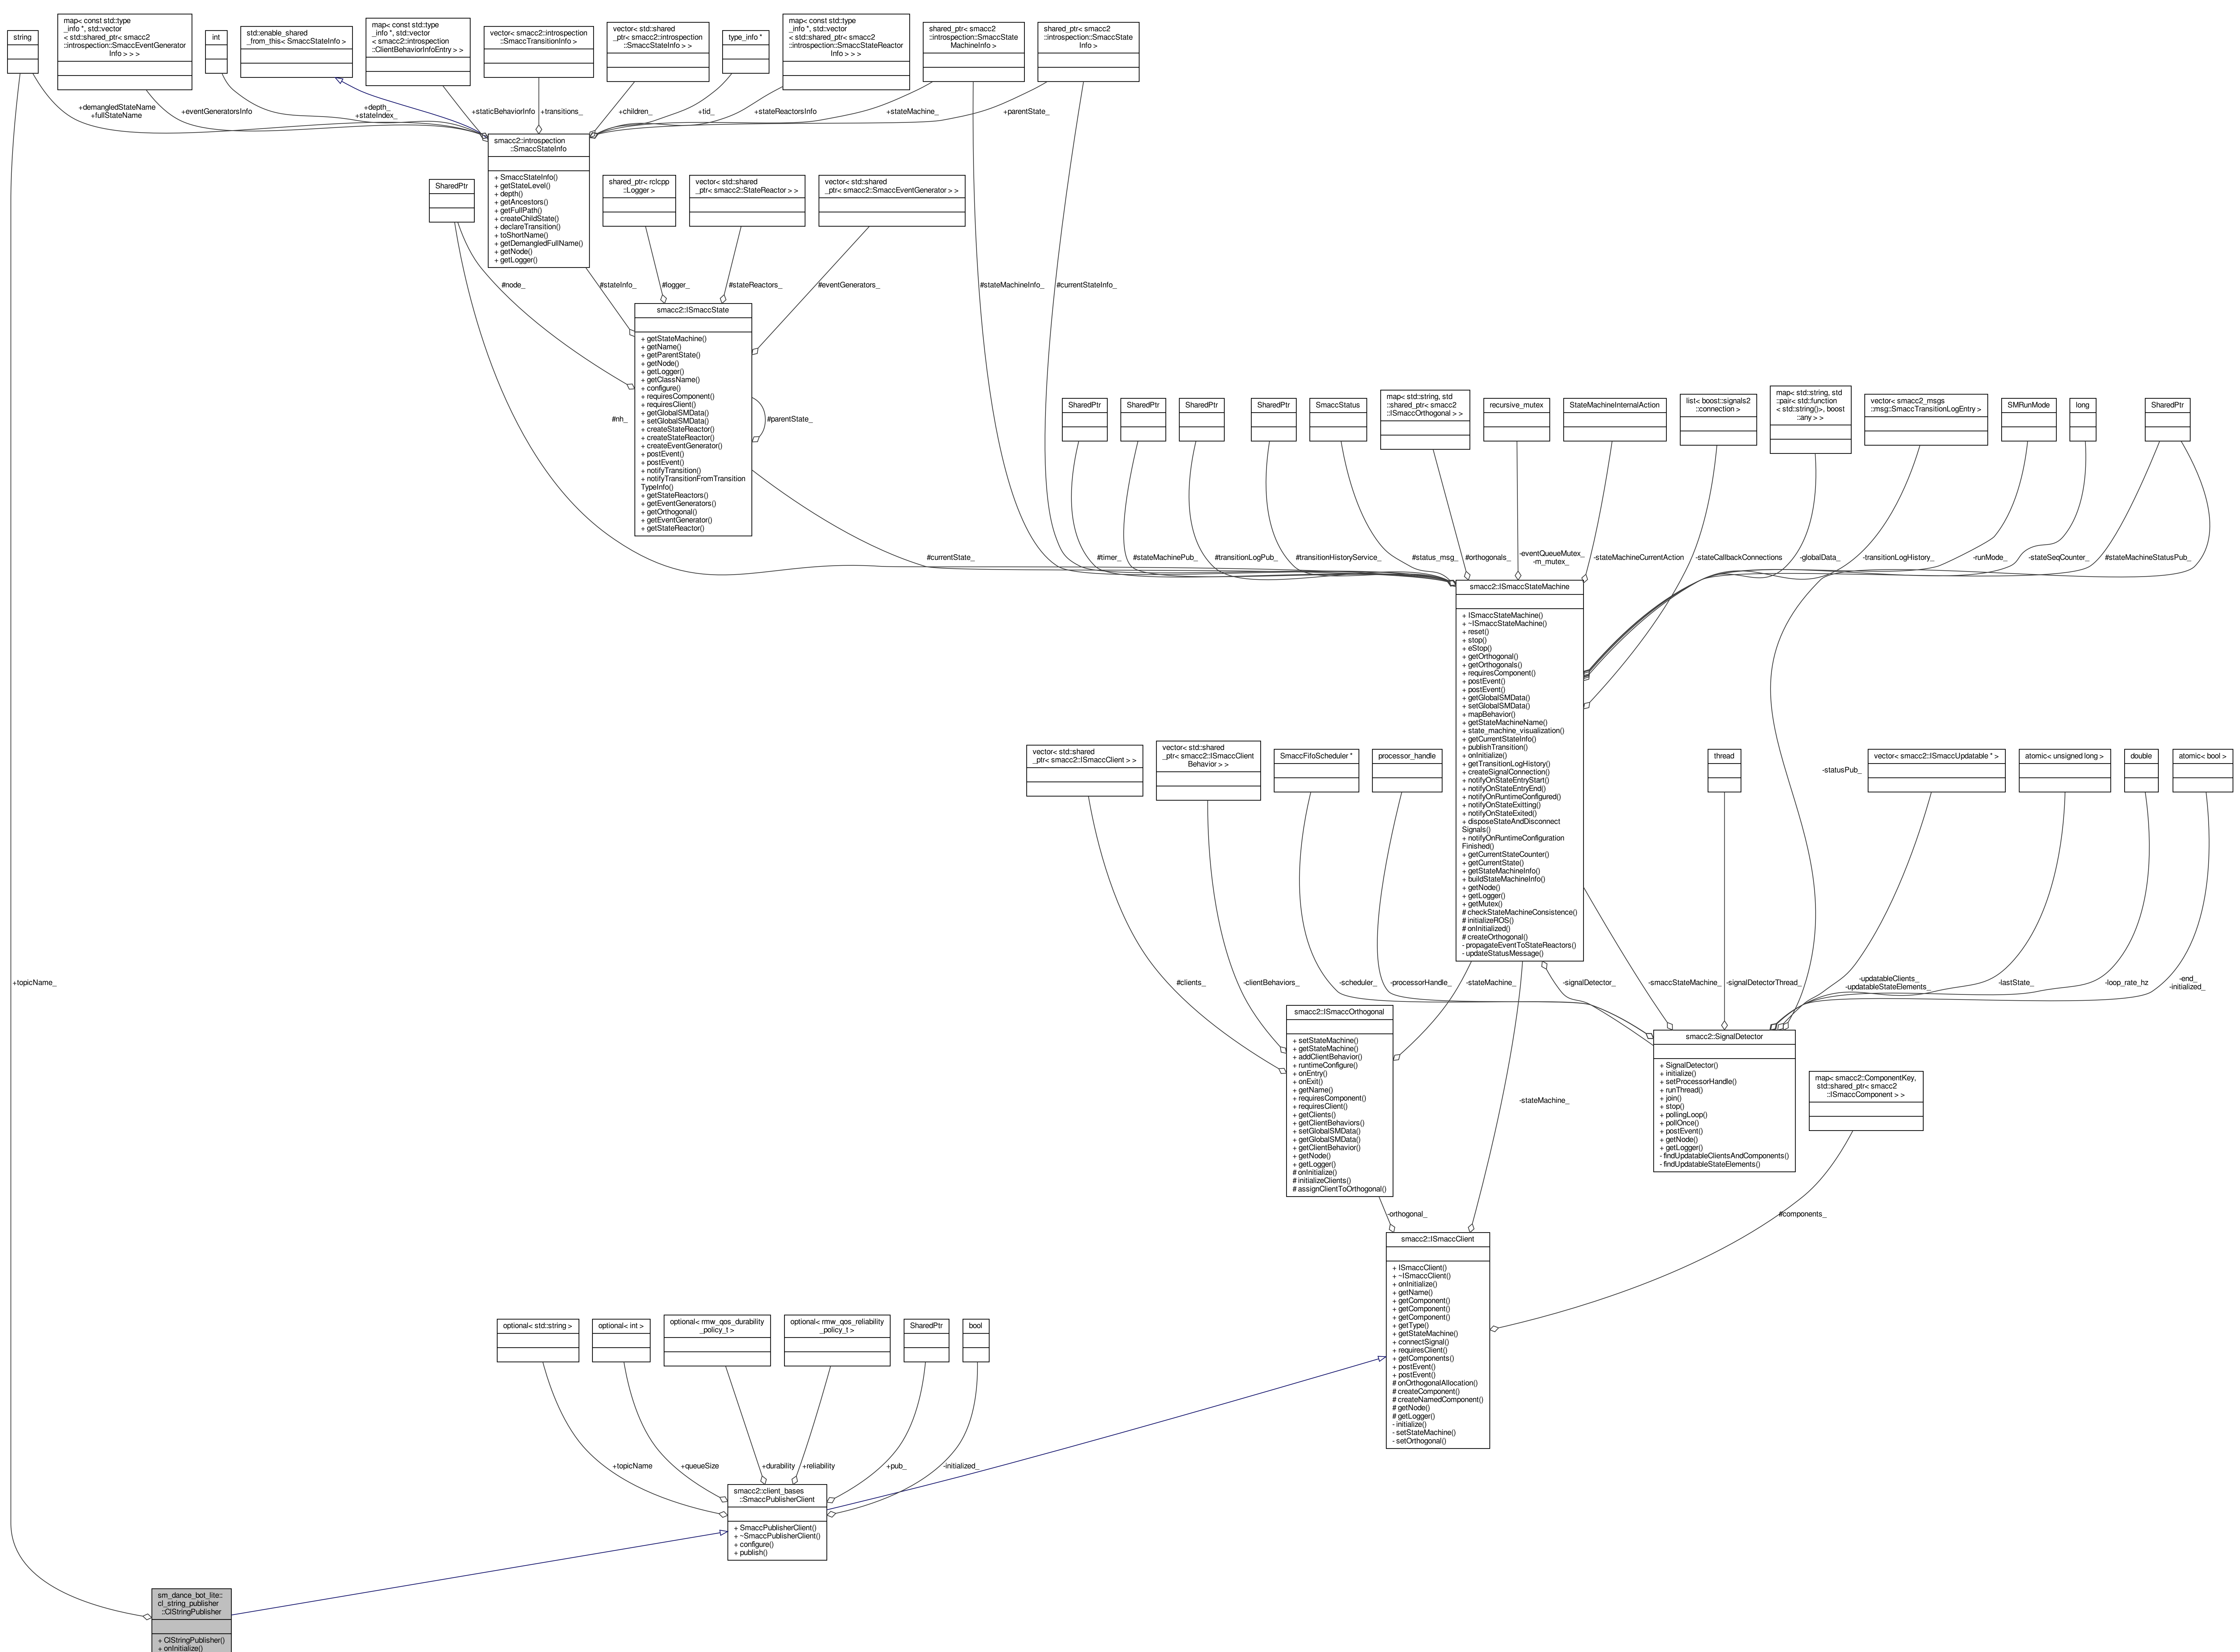 string
map< const std::type
_info *, std::vector
< std::shared_ptr< smacc2
::introspection::SmaccEventGenerator
Info > > >
int
std::enable_shared
_from_this< SmaccStateInfo >
map< const std::type
_info *, std::vector
< smacc2::introspection
::ClientBehaviorInfoEntry > >
vector< smacc2::introspection
::SmaccTransitionInfo >
vector< std::shared
_ptr< smacc2::introspection
::SmaccStateInfo > >
type_info *
map< const std::type
_info *, std::vector
< std::shared_ptr< smacc2
::introspection::SmaccStateReactor
Info > > >
shared_ptr< smacc2
::introspection::SmaccState
MachineInfo >
shared_ptr< smacc2
::introspection::SmaccState
Info >
+demangledStateName
+fullStateName
+eventGeneratorsInfo
+depth_
+stateIndex_
+staticBehaviorInfo
+transitions_
+children_
+tid_
+stateReactorsInfo
+stateMachine_
+parentState_
smacc2::introspection
::SmaccStateInfo
+ SmaccStateInfo()
+ getStateLevel()
+ depth()
+ getAncestors()
+ getFullPath()
+ createChildState()
+ declareTransition()
+ toShortName()
+ getDemangledFullName()
+ getNode()
+ getLogger()
SharedPtr
shared_ptr< rclcpp
::Logger >
vector< std::shared
_ptr< smacc2::StateReactor > >
vector< std::shared
_ptr< smacc2::SmaccEventGenerator > >
#node_
#stateInfo_
#logger_
#stateReactors_
#eventGenerators_
#stateMachineInfo_
#currentStateInfo_
smacc2::ISmaccState
+ getStateMachine()
+ getName()
+ getParentState()
+ getNode()
+ getLogger()
+ getClassName()
+ configure()
+ requiresComponent()
+ requiresClient()
+ getGlobalSMData()
+ setGlobalSMData()
+ createStateReactor()
+ createStateReactor()
+ createEventGenerator()
+ postEvent()
+ postEvent()
+ notifyTransition()
+ notifyTransitionFromTransition
TypeInfo()
+ getStateReactors()
+ getEventGenerators()
+ getOrthogonal()
+ getEventGenerator()
+ getStateReactor()
#nh_
#parentState_
SharedPtr
SharedPtr
SharedPtr
SharedPtr
SmaccStatus
map< std::string, std
::shared_ptr< smacc2
::ISmaccOrthogonal > >
recursive_mutex
StateMachineInternalAction
list< boost::signals2
::connection >
map< std::string, std
::pair< std::function
< std::string()>, boost
::any > >
vector< smacc2_msgs
::msg::SmaccTransitionLogEntry >
SMRunMode
long
SharedPtr
#currentState_
#timer_
#stateMachinePub_
#transitionLogPub_
#transitionHistoryService_
#status_msg_
#orthogonals_
-eventQueueMutex_
-m_mutex_
-stateMachineCurrentAction
-stateCallbackConnections
-globalData_
-transitionLogHistory_
-runMode_
-stateSeqCounter_
#stateMachineStatusPub_
smacc2::ISmaccStateMachine
+ ISmaccStateMachine()
+ ~ISmaccStateMachine()
+ reset()
+ stop()
+ eStop()
+ getOrthogonal()
+ getOrthogonals()
+ requiresComponent()
+ postEvent()
+ postEvent()
+ getGlobalSMData()
+ setGlobalSMData()
+ mapBehavior()
+ getStateMachineName()
+ state_machine_visualization()
+ getCurrentStateInfo()
+ publishTransition()
+ onInitialize()
+ getTransitionLogHistory()
+ createSignalConnection()
+ notifyOnStateEntryStart()
+ notifyOnStateEntryEnd()
+ notifyOnRuntimeConfigured()
+ notifyOnStateExitting()
+ notifyOnStateExited()
+ disposeStateAndDisconnect
Signals()
+ notifyOnRuntimeConfiguration
Finished()
+ getCurrentStateCounter()
+ getCurrentState()
+ getStateMachineInfo()
+ buildStateMachineInfo()
+ getNode()
+ getLogger()
+ getMutex()
# checkStateMachineConsistence()
# initializeROS()
# onInitialized()
# createOrthogonal()
- propagateEventToStateReactors()
- updateStatusMessage()
vector< std::shared
_ptr< smacc2::ISmaccClient > >
vector< std::shared
_ptr< smacc2::ISmaccClient
Behavior > >
SmaccFifoScheduler *
processor_handle
thread
-statusPub_
vector< smacc2::ISmaccUpdatable * >
atomic< unsigned long >
double
atomic< bool >
+topicName_
#clients_
-clientBehaviors_
-scheduler_
-processorHandle_
-stateMachine_
-signalDetector_
-smaccStateMachine_
-signalDetectorThread_
-updatableClients_
-updatableStateElements_
-lastState_
-loop_rate_hz
-end_
-initialized_
smacc2::ISmaccOrthogonal
+ setStateMachine()
+ getStateMachine()
+ addClientBehavior()
+ runtimeConfigure()
+ onEntry()
+ onExit()
+ getName()
+ requiresComponent()
+ requiresClient()
+ getClients()
+ getClientBehaviors()
+ setGlobalSMData()
+ getGlobalSMData()
+ getClientBehavior()
+ getNode()
+ getLogger()
# onInitialize()
# initializeClients()
# assignClientToOrthogonal()
smacc2::SignalDetector
+ SignalDetector()
+ initialize()
+ setProcessorHandle()
+ runThread()
+ join()
+ stop()
+ pollingLoop()
+ pollOnce()
+ postEvent()
+ getNode()
+ getLogger()
- findUpdatableClientsAndComponents()
- findUpdatableStateElements()
map< smacc2::ComponentKey,
std::shared_ptr< smacc2
::ISmaccComponent > >
-stateMachine_
-orthogonal_
#components_
smacc2::ISmaccClient
+ ISmaccClient()
+ ~ISmaccClient()
+ onInitialize()
+ getName()
+ getComponent()
+ getComponent()
+ getComponent()
+ getType()
+ getStateMachine()
+ connectSignal()
+ requiresClient()
+ getComponents()
+ postEvent()
+ postEvent()
# onOrthogonalAllocation()
# createComponent()
# createNamedComponent()
# getNode()
# getLogger()
- initialize()
- setStateMachine()
- setOrthogonal()
optional< std::string >
optional< int >
optional< rmw_qos_durability
_policy_t >
optional< rmw_qos_reliability
_policy_t >
SharedPtr
bool
+topicName
+queueSize
+durability
+reliability
+pub_
-initialized_
smacc2::client_bases
::SmaccPublisherClient
+ SmaccPublisherClient()
+ ~SmaccPublisherClient()
+ configure()
+ publish()
sm_dance_bot_lite::
cl_string_publisher
::ClStringPublisher
+ ClStringPublisher()
+ onInitialize()